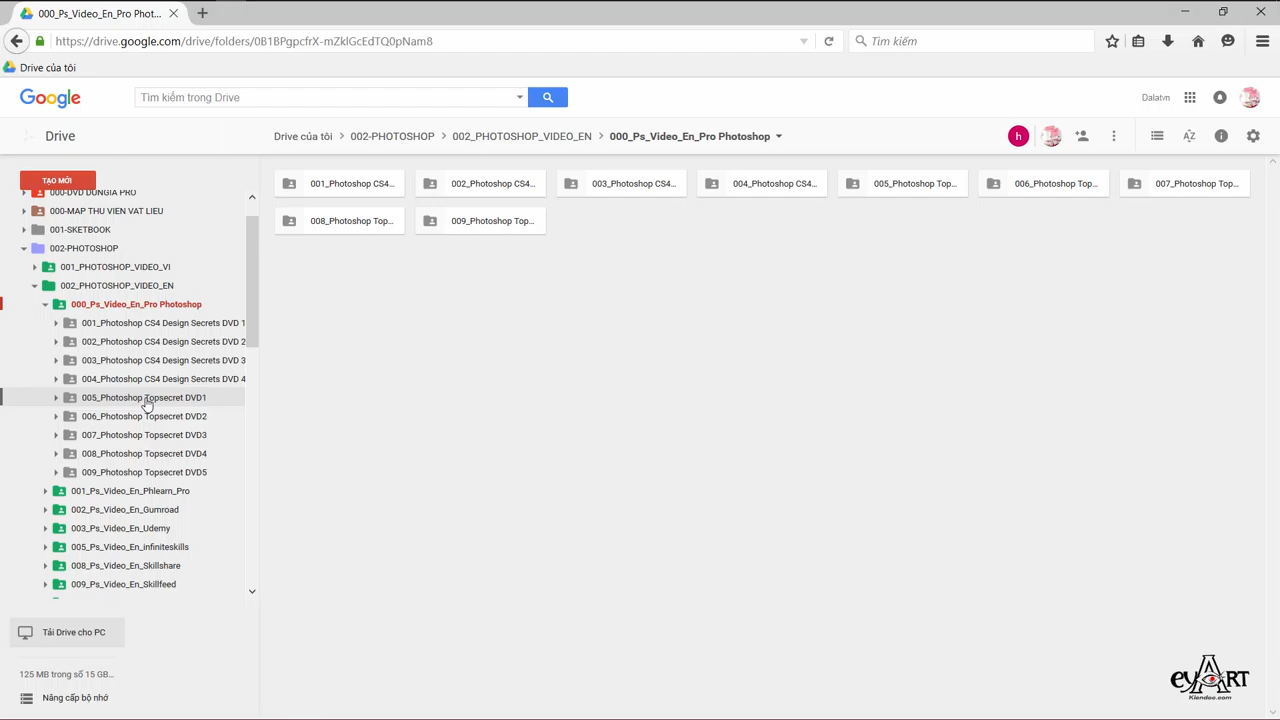 000_Ps_Video_En_Pro Phot...
https://drive.google.com/drive/folders/0B1BPgpcfrX-mZklGcEdTQ0pNam8
Tìm kiếm
Drive của tôi
Google
Tìm kiếm trong Drive
Dalatvn
Drive
Drive của tôi > 002-PHOTOSHOP > 002_PHOTOSHOP_VIDEO_EN > 000_Ps_Video_En_Pro Photoshop
h
TẠO MỚI
000-DVD DUNGIA PRO
000-MAP THU VIEN VAT LIEU
001-SKETBOOK
002-PHOTOSHOP
001_PHOTOSHOP_VIDEO_VI
002_PHOTOSHOP_VIDEO_EN
000_Ps_Video_En_Pro Photoshop
001_Photoshop CS4 Design Secrets DVD 1
002_Photoshop CS4 Design Secrets DVD 2
003_Photoshop CS4 Design Secrets DVD 3
004_Photoshop CS4 Design Secrets DVD 4
005_Photoshop Topsecret DVD1
006_Photoshop Topsecret DVD2
007_Photoshop Topsecret DVD3
008_Photoshop Topsecret DVD4
009_Photoshop Topsecret DVD5
001_Ps_Video_En_Phlearn_Pro
002_Ps_Video_En_Gumroad
003_Ps_Video_En_Udemy
005_Ps_Video_En_infiniteskills
008_Ps_Video_En_Skillshare
009_Ps_Video_En_Skillfeed
Tải Drive cho PC
125 MB trong số 15 GB...
Nâng cấp bộ nhớ
001_Photoshop CS4...
002_Photoshop CS4...
003_Photoshop CS4...
004_Photoshop CS4...
005_Photoshop Top...
006_Photoshop Top...
007_Photoshop Top...
008_Photoshop Top...
009_Photoshop Top...
eyART
Kiendoc.com